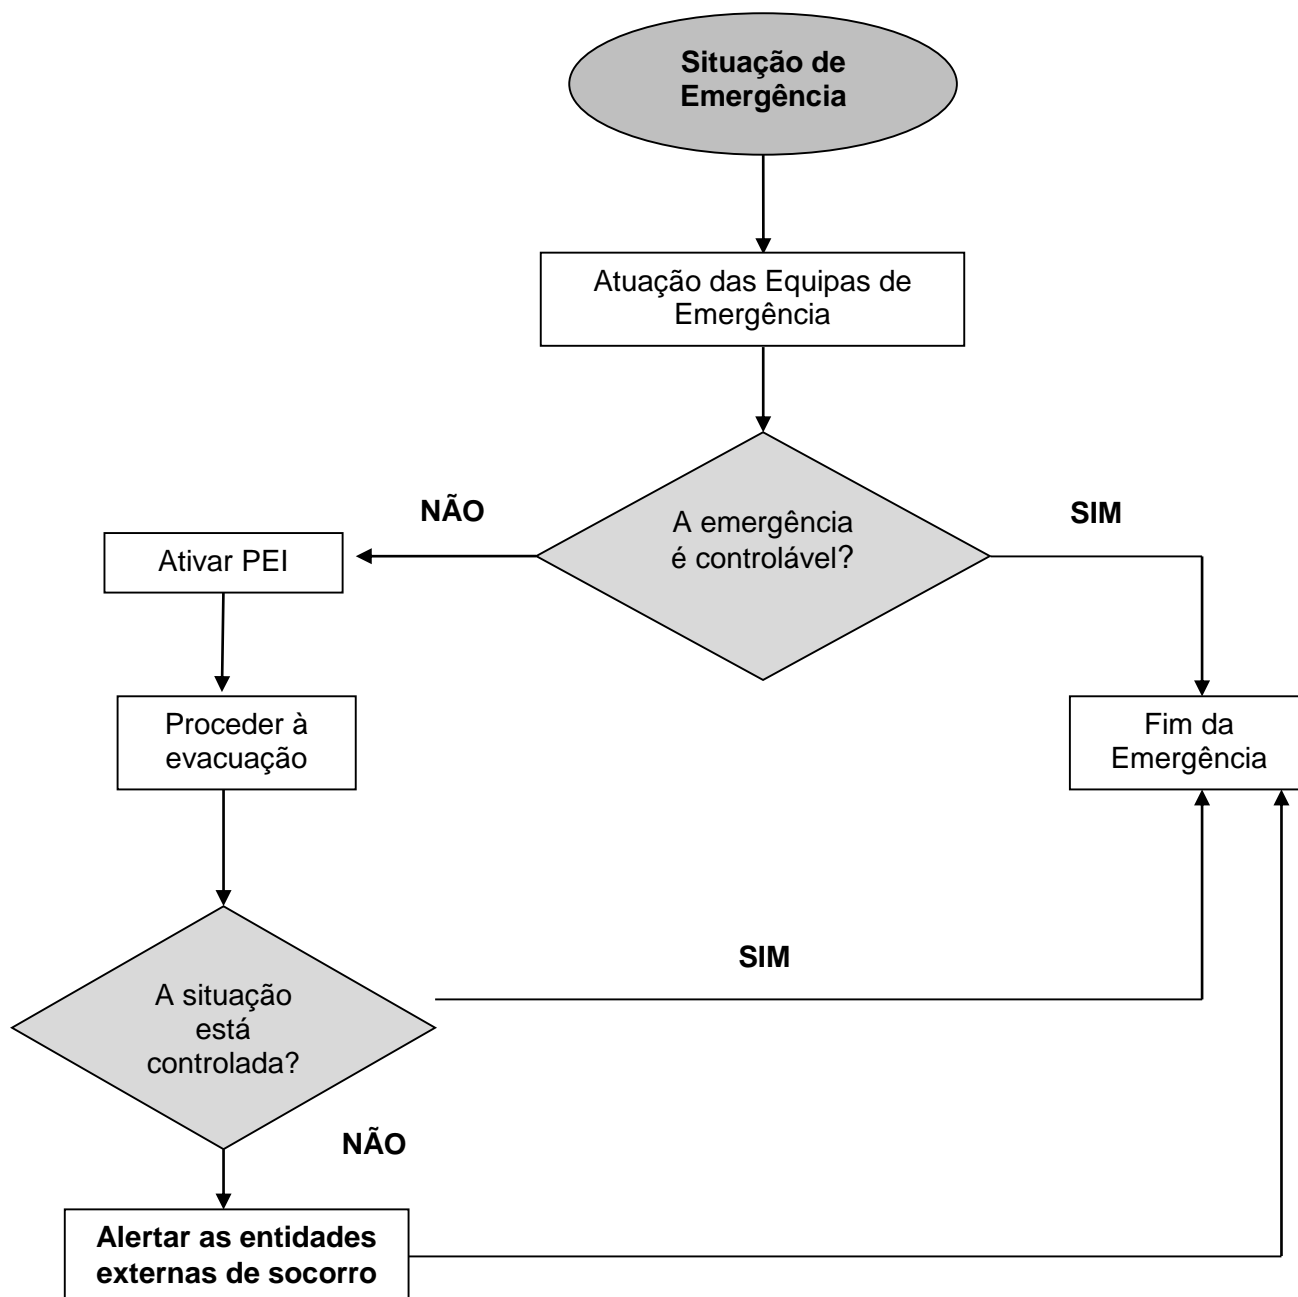 Situação de
Emergência
Atuação das Equipas de
Emergência
A emergência
é controlável?
NÃO
SIM
Ativar PEI
Proceder à
evacuação
Fim da
Emergência
A situação
está
controlada?
SIM
NÃO
Alertar as entidades
externas de socorro